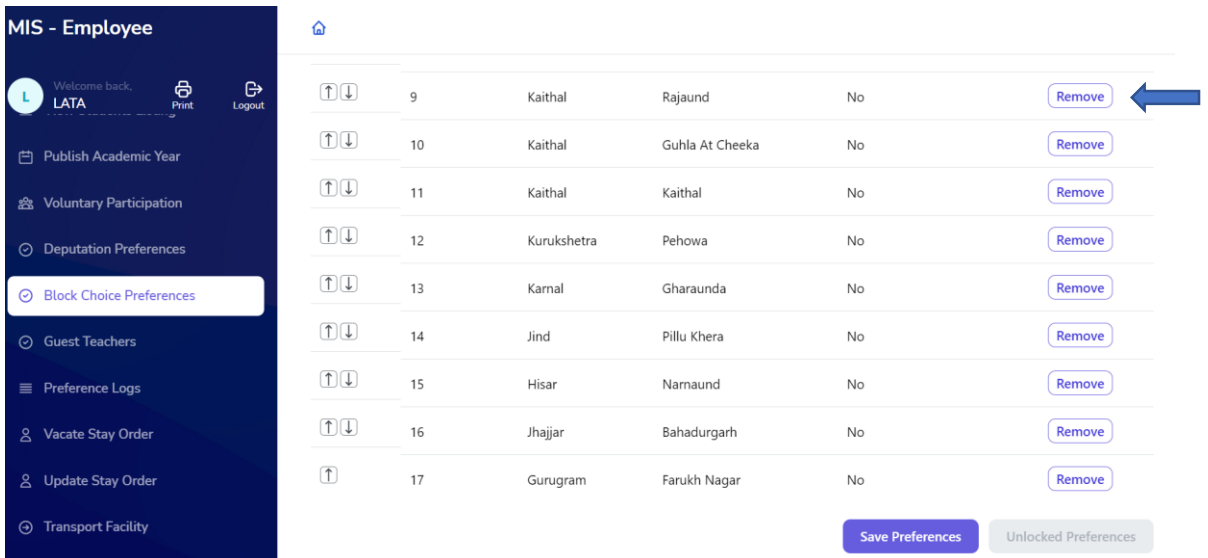 MIS - Employee
Welcome back,
LATA
Print
Logout
Publish Academic Year
Voluntary Participation
Deputation Preferences
Block Choice Preferences
Guest Teachers
Preference Logs
Vacate Stay Order
Update Stay Order
Transport Facility
9 Kaithal Rajaund No Remove
10 Kaithal Guhla At Cheeka No Remove
11 Kaithal Kaithal No Remove
12 Kurukshetra Pehowa No Remove
13 Karnal Gharaunda No Remove
14 Jind Pillu Khera No Remove
15 Hisar Narnaund No Remove
16 Jhajjar Bahadurgarh No Remove
17 Gurugram Farukh Nagar No Remove
Save Preferences Unlocked Preferences